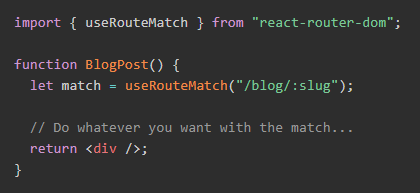 import { useRouteMatch } from "react-router-dom";

function BlogPost() {
  let match = useRouteMatch("/blog/:slug");

  // Do whatever you want with the match...
  return <div />;
}